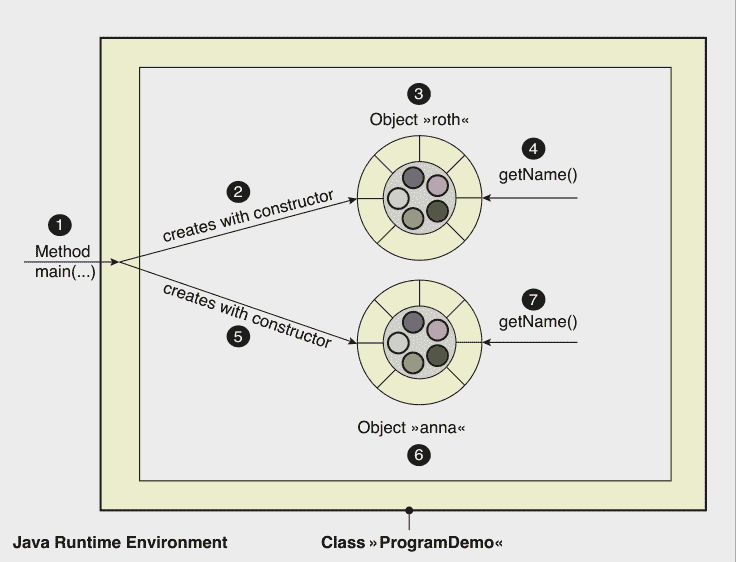 3
Object »roth«
4
getName()
2
creates with constructor
1
Method
main(...)
creates with constructor
5
7
getName()
Object »anna«
6
Java Runtime Environment
Class »ProgramDemo«